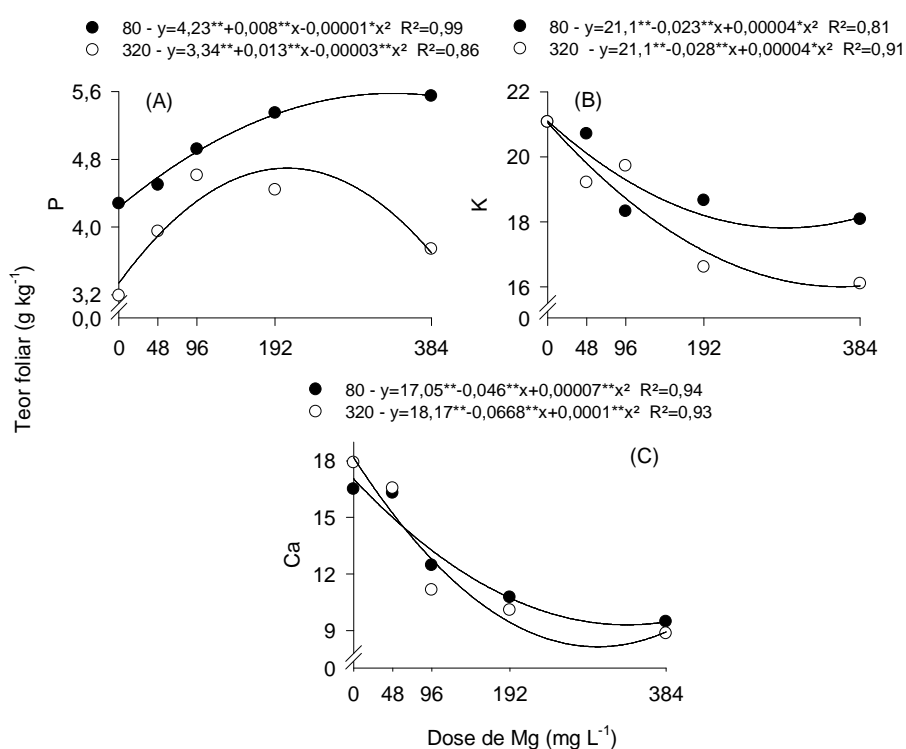 80 - y=4,23**+0,008**x-0,00001*x² R²=0,99
320 - y=3,34**+0,013**x-0,00003**x² R²=0,86
80 - y=21,1**-0,023**x+0,00004*x² R²=0,81
320 - y=21,1**-0,028**x+0,00004*x² R²=0,91
(A)
5,6
4,8
4,0
3,2
0,0
P
0 48 96 192 384
(B)
22
20
18
16
0
K
0 48 96 192 384
Teor foliar (g kg⁻¹)
80 - y=17,05**-0,046**x+0,00007*x² R²=0,94
320 - y=18,17**-0,0668**x+0,0001**x² R²=0,93
(C)
18
15
12
9
0
Ca
0 48 96 192 384
Dose de Mg (mg L⁻¹)